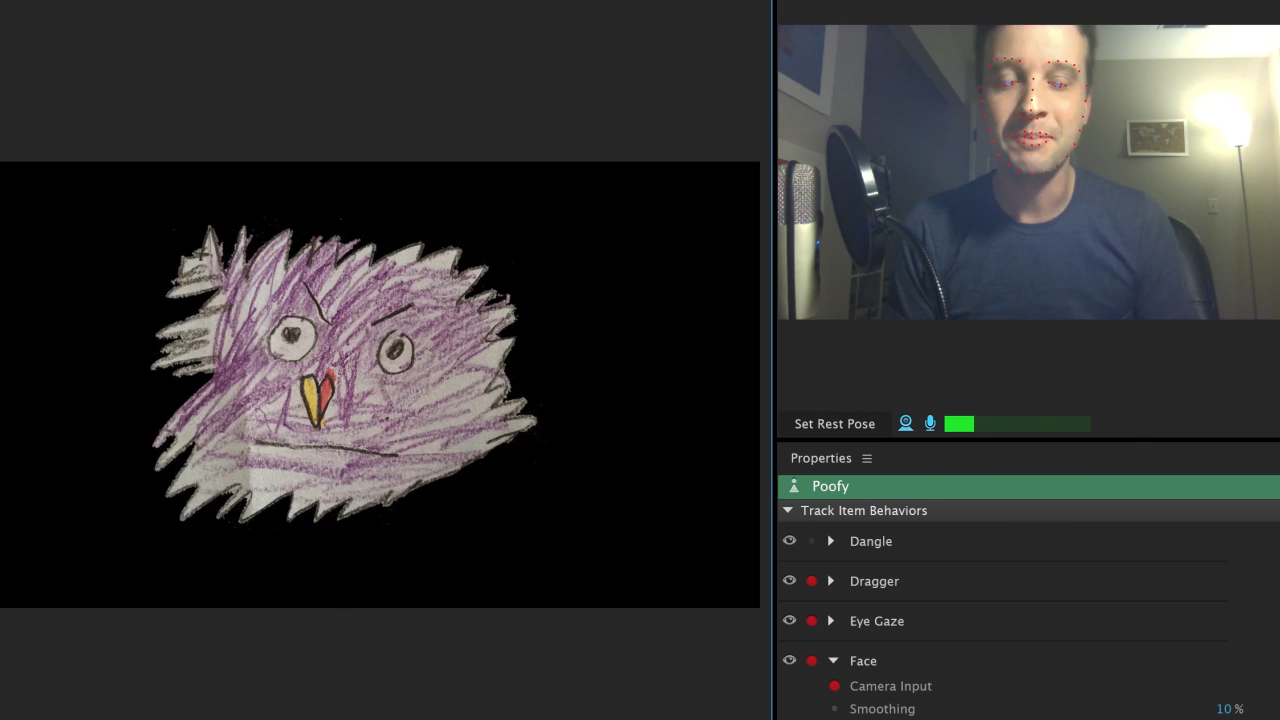 Set Rest Pose
Properties
Poofy
Track Item Behaviors
Dangle
Dragger
Eye Gaze
Face
Camera Input
Smoothing
10 %